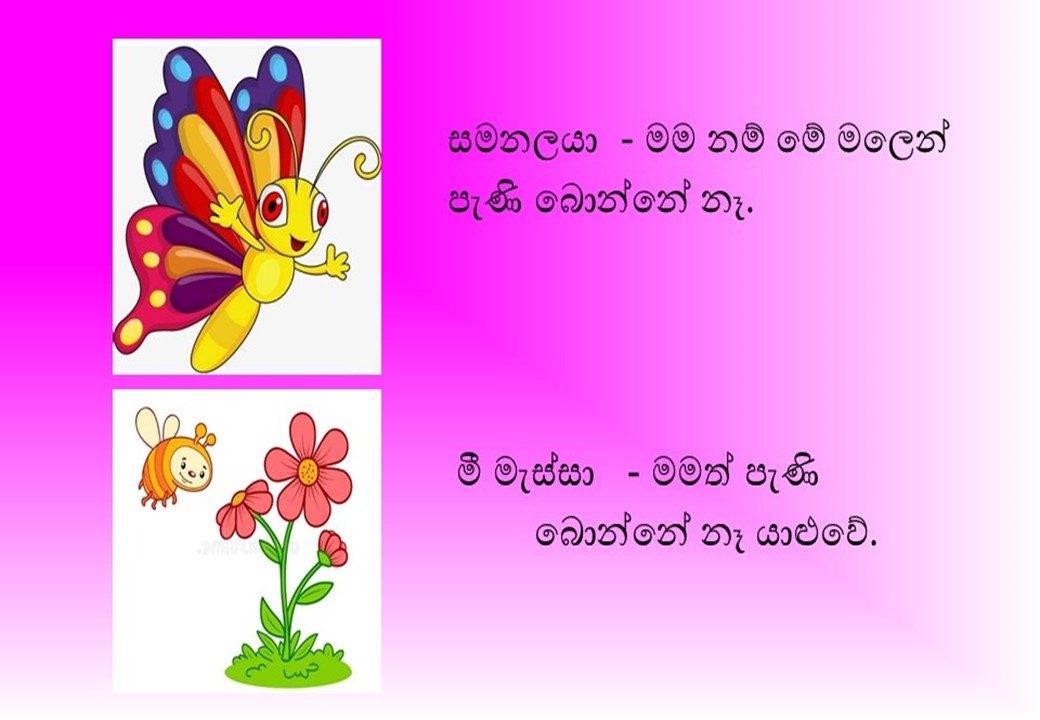 සමනලයා - මම නම් මේ මලෙන්
පැණි බොන්නේ නෑ.
මී මැස්සා - මමත් පැණි
බොන්නේ නෑ යාළුවේ.